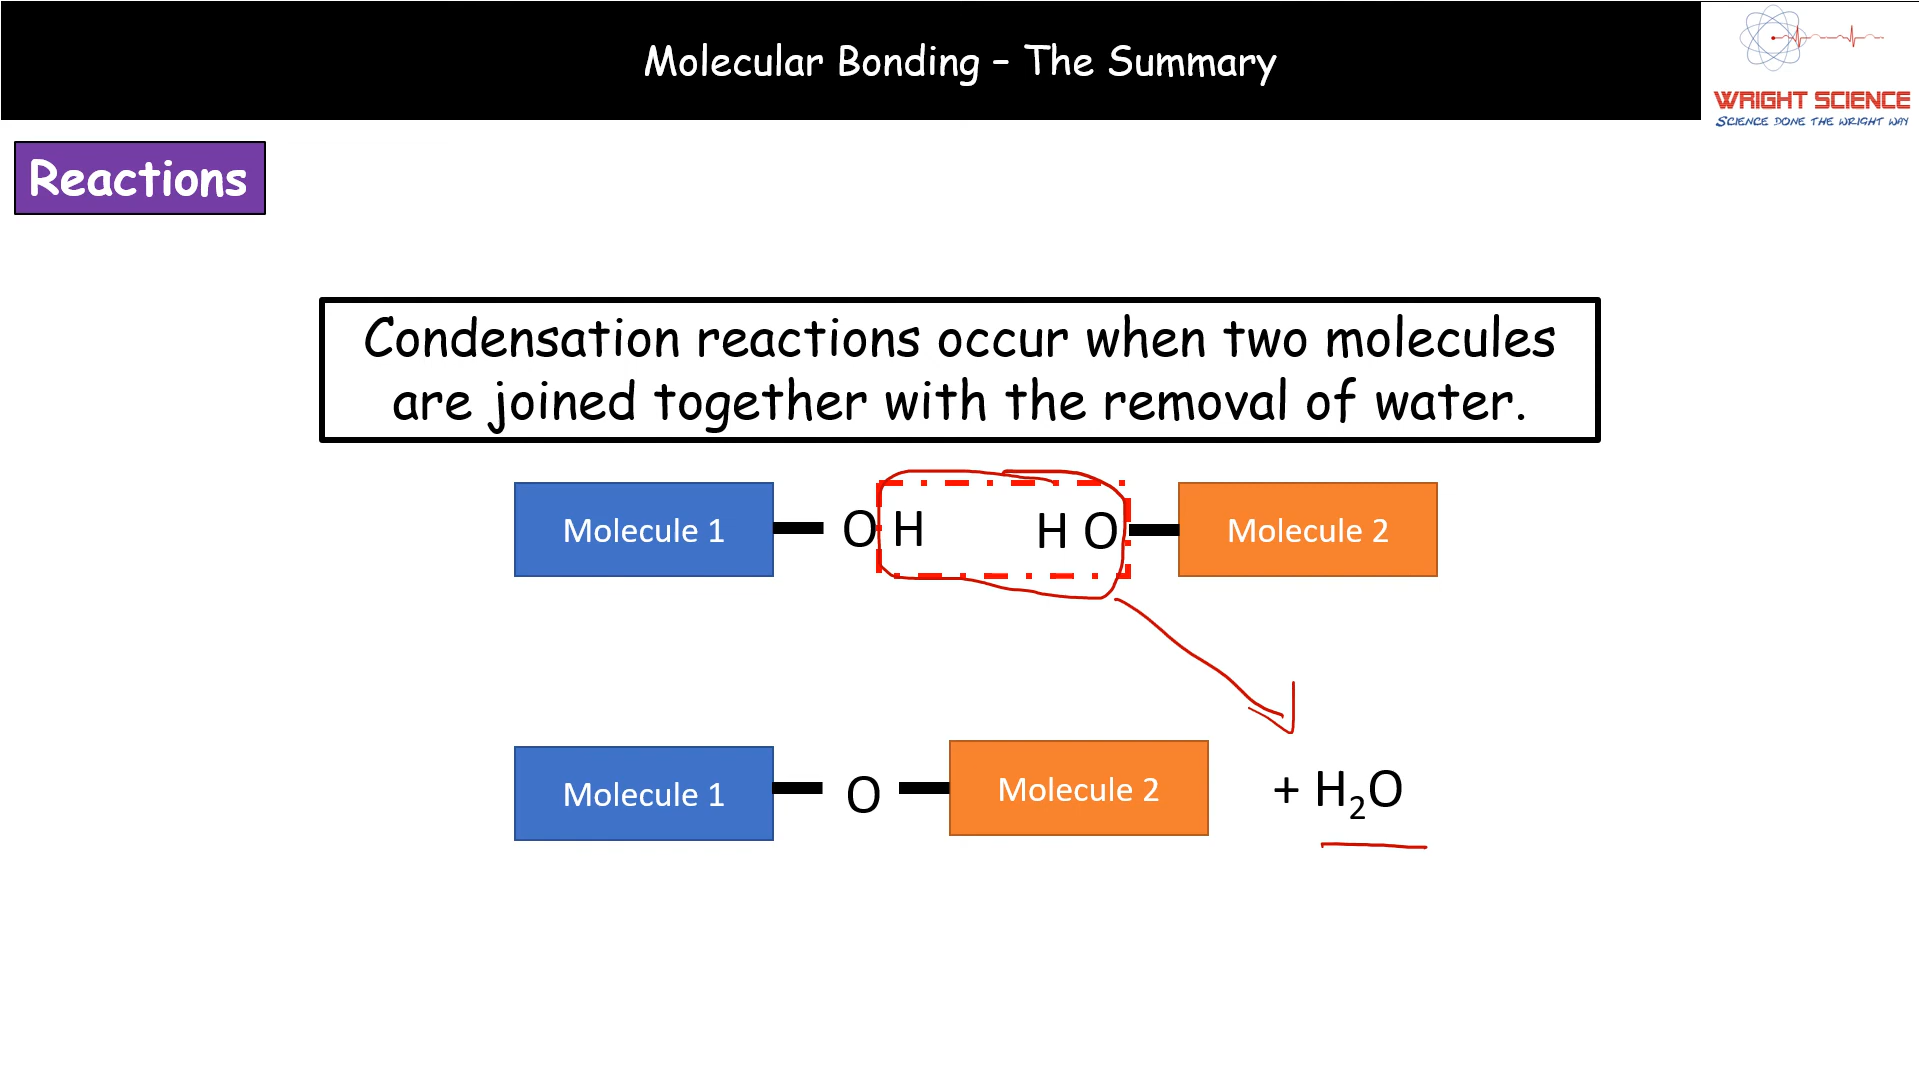 Molecular Bonding – The Summary
WRIGHT SCIENCE
SCIENCE DONE THE WRIGHT WAY
Reactions
Condensation reactions occur when two molecules
are joined together with the removal of water.
Molecule 1 O H H O Molecule 2
Molecule 1 O Molecule 2 + H₂O